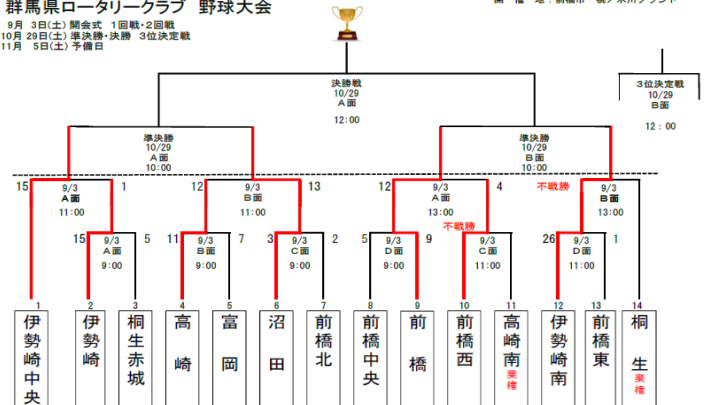 群馬県ロータリークラブ 野球大会
開 催 地：前橋市
9月 3日(土) 開会式 1回戦・2回戦
10月 29日(土) 準決勝・決勝 3位決定戦
11月 5日(土) 予備日
決勝戦
10/29
A面
12:00
3位決定戦
10/29
B面
12：00
準決勝
10/29
A面
10:00
準決勝
10/29
B面
10:00
15 9/3 1
A面
11:00
12 9/3 13
B面
11:00
12 9/3 4
A面
13:00
不戦勝 9/3
B面
13:00
不戦勝
15 9/3 5
A面
9:00
11 9/3 7
B面
9:00
3 9/3 2
C面
9:00
5 9/3 9
D面
9:00
9/3
C面
11:00
26 9/3 1
D面
11:00
1 2 3 4 5 6 7 8 9 10 11 12 13 14
伊勢崎中央
伊勢崎
桐生赤城
高崎
富岡
沼田
前橋北
前橋中央
前橋
前橋西
高崎南
棄権
伊勢崎南
前橋東
桐生
棄権